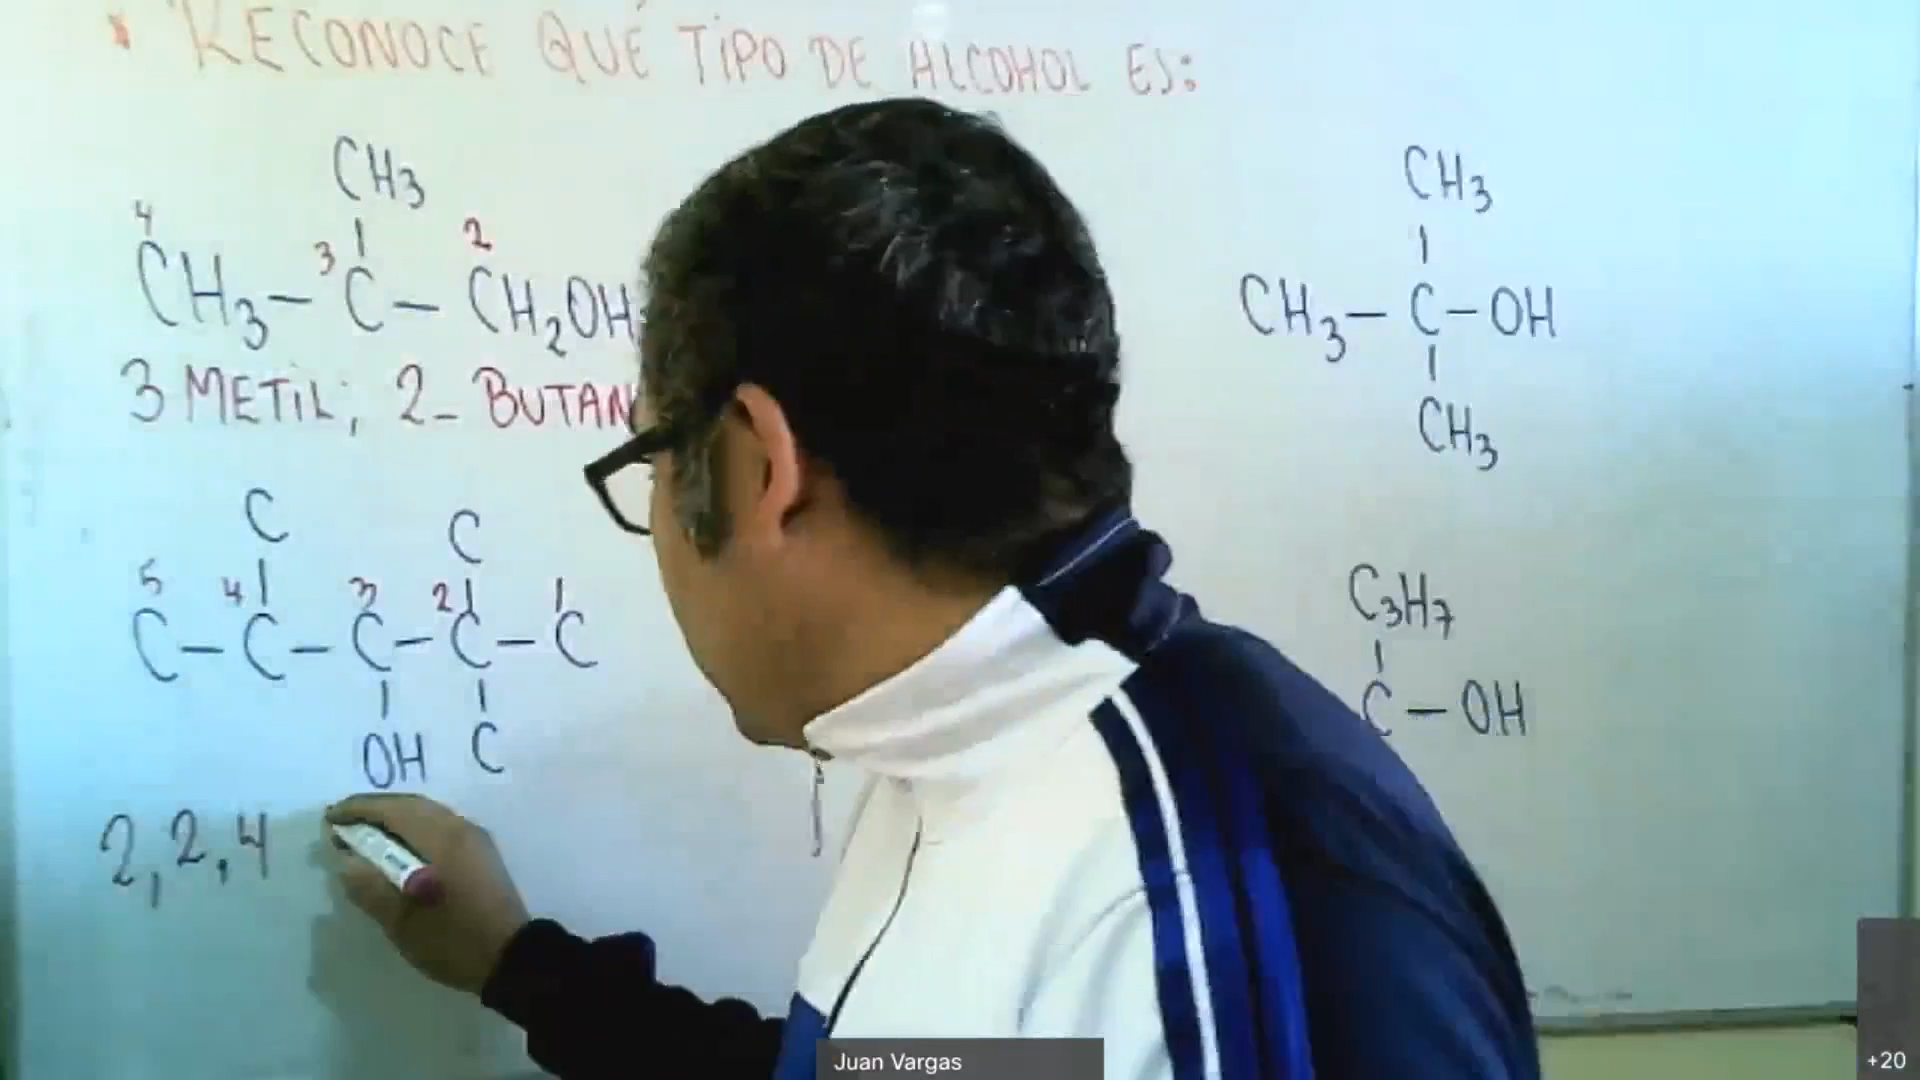 * RECONOCE QUÉ TIPO DE ALCOHOL ES:
CH3
4 3 2
CH3 - C - CH2OH
3 METIL; 2- BUTAN
C C
5 4 3 2 1
C - C - C - C - C
OH C
2, 2, 4
CH3
CH3 - C - OH
CH3
C3H7
C - OH
Juan Vargas
+20